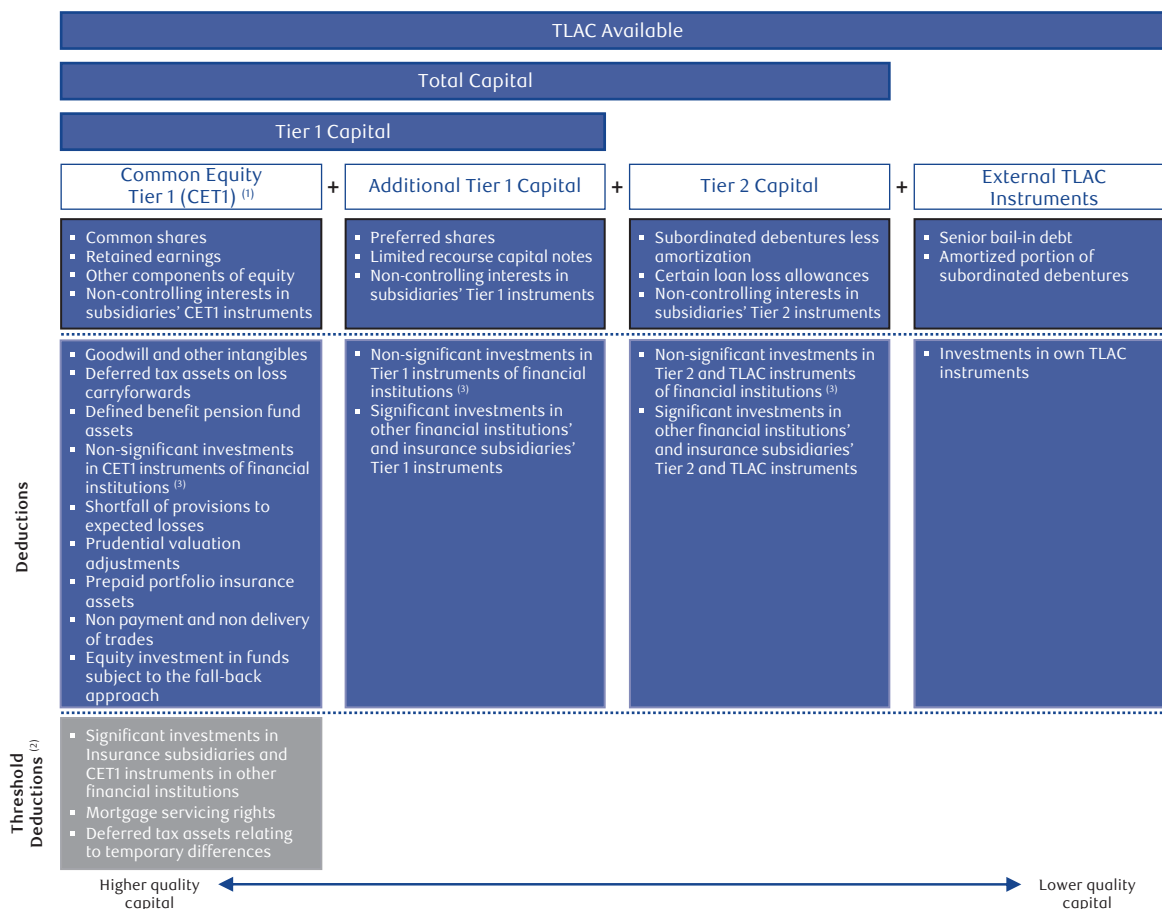 TLAC Available
Total Capital
Tier 1 Capital
Common Equity
Tier 1 (CET1) (1)
+
Additional Tier 1 Capital
+
Tier 2 Capital
+
External TLAC
Instruments
▪ Common shares
▪ Retained earnings
▪ Other components of equity
▪ Non-controlling interests in
subsidiaries' CET1 instruments
▪ Preferred shares
▪ Limited recourse capital notes
▪ Non-controlling interests in
subsidiaries' Tier 1 instruments
▪ Subordinated debentures less
amortization
▪ Certain loan loss allowances
▪ Non-controlling interests in
subsidiaries' Tier 2 instruments
▪ Senior bail-in debt
▪ Amortized portion of
subordinated debentures
Deductions
▪ Goodwill and other intangibles
▪ Deferred tax assets on loss
carryforwards
▪ Defined benefit pension fund
assets
▪ Non-significant investments
in CET1 instruments of financial
institutions (3)
▪ Shortfall of provisions to
expected losses
▪ Prudential valuation
adjustments
▪ Prepaid portfolio insurance
assets
▪ Non payment and non delivery
of trades
▪ Equity investment in funds
subject to the fall-back
approach
▪ Non-significant investments in
Tier 1 instruments of financial
institutions (3)
▪ Significant investments in
other financial institutions'
and insurance subsidiaries'
Tier 1 instruments
▪ Non-significant investments in
Tier 2 and TLAC instruments
of financial institutions (3)
▪ Significant investments in
other financial institutions'
and insurance subsidiaries'
Tier 2 and TLAC instruments
▪ Investments in own TLAC
instruments
Threshold
Deductions (2)
▪ Significant investments in
Insurance subsidiaries and
CET1 instruments in other
financial institutions
▪ Mortgage servicing rights
▪ Deferred tax assets relating
to temporary differences
Higher quality
capital
Lower quality
capital